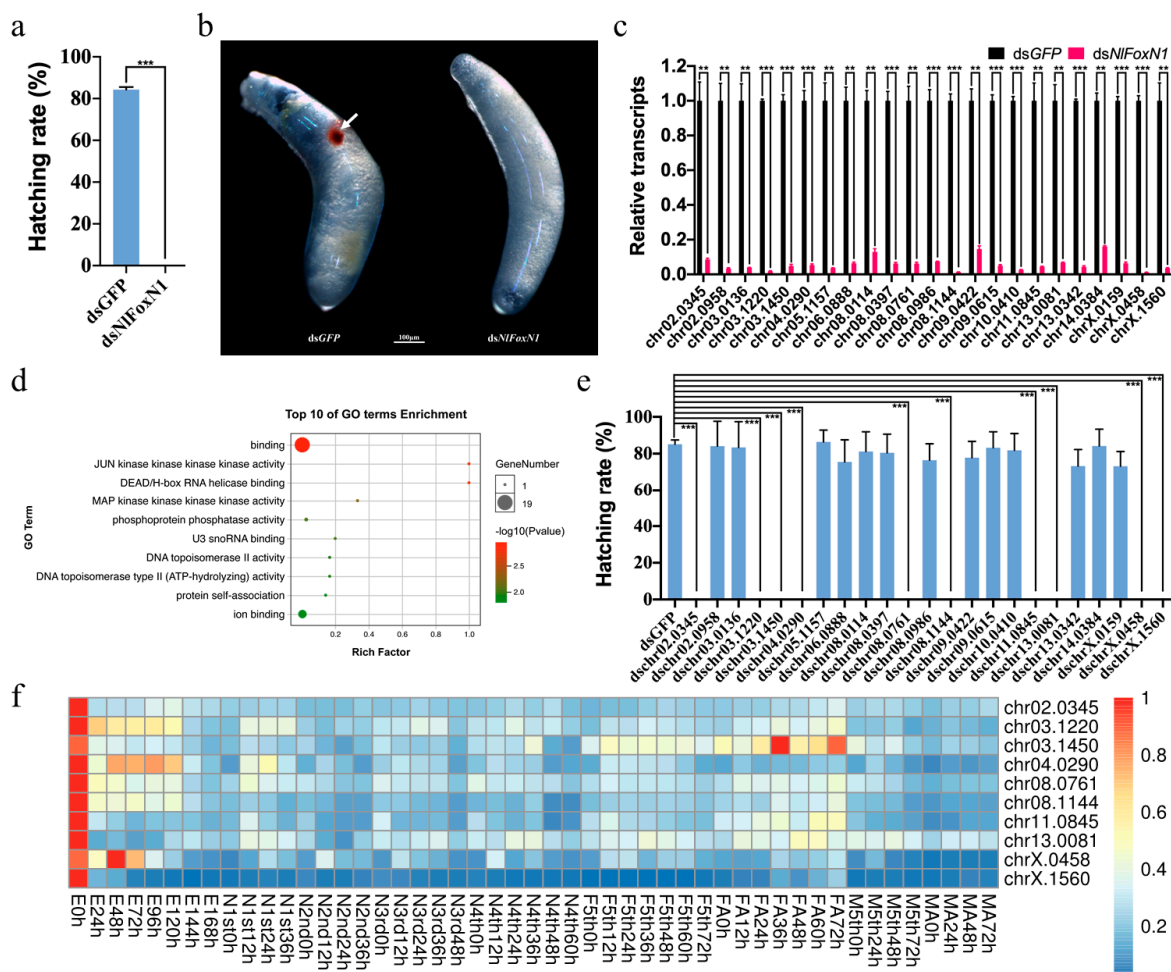 a
Hatching rate (%)
100
80
60
40
20
0
***
dsGFP
dsNlFoxN1
b
dsGFP
100μm
dsNlFoxN1
c
dsGFP
dsNlFoxN1
Relative transcripts
1.2
1.0
0.8
0.6
0.4
0.2
0.0
** ** ** *** *** *** ** ** ** ** ** *** *** ** *** *** ** ** *** ** ** *** **
chr02.0345
chr02.0958
chr03.0136
chr03.1220
chr03.1450
chr04.0290
chr05.1157
chr06.0888
chr08.0114
chr08.0397
chr08.0761
chr08.0986
chr08.1144
chr09.0422
chr09.0615
chr10.0410
chr11.0845
chr13.0081
chr13.0342
chr14.0384
chrX.0159
chrX.0458
chrX.1560
d
Top 10 of GO terms Enrichment
GO Term
binding
JUN kinase kinase kinase kinase activity
DEAD/H-box RNA helicase binding
MAP kinase kinase kinase kinase activity
phosphoprotein phosphatase activity
U3 snoRNA binding
DNA topoisomerase II activity
DNA topoisomerase type II (ATP-hydrolyzing) activity
protein self-association
ion binding
0.2 0.4 0.6 0.8 1.0
Rich Factor
GeneNumber
1
19
-log10(Pvalue)
2.5
2.0
e
Hatching rate (%)
100
80
60
40
20
0
***
***
***
***
***
***
***
***
***
***
dsGFP
dschr02.0345
dschr02.0958
dschr03.0136
dschr03.1220
dschr03.1450
dschr04.0290
dschr05.1157
dschr06.0888
dschr08.0114
dschr08.0397
dschr08.0761
dschr08.0986
dschr08.1144
dschr09.0422
dschr09.0615
dschr10.0410
dschr11.0845
dschr13.0081
dschr13.0342
dschr14.0384
dschrX.0159
dschrX.0458
dschrX.1560
f
chr02.0345
chr03.1220
chr03.1450
chr04.0290
chr08.0761
chr08.1144
chr11.0845
chr13.0081
chrX.0458
chrX.1560
E0h
E24h
E48h
E72h
E96h
E120h
E144h
E168h
N1st0h
N1st12h
N1st24h
N1st36h
N2nd0h
N2nd12h
N2nd24h
N2nd36h
N3rd0h
N3rd12h
N3rd24h
N3rd36h
N3rd48h
N4th0h
N4th12h
N4th24h
N4th36h
N4th48h
N4th60h
F5th0h
F5th12h
F5th24h
F5th36h
F5th48h
F5th60h
F5th72h
FA0h
FA12h
FA24h
FA36h
FA48h
FA60h
FA72h
M5th0h
M5th24h
M5th48h
M5th72h
MA0h
MA24h
MA48h
MA72h
1
0.8
0.6
0.4
0.2